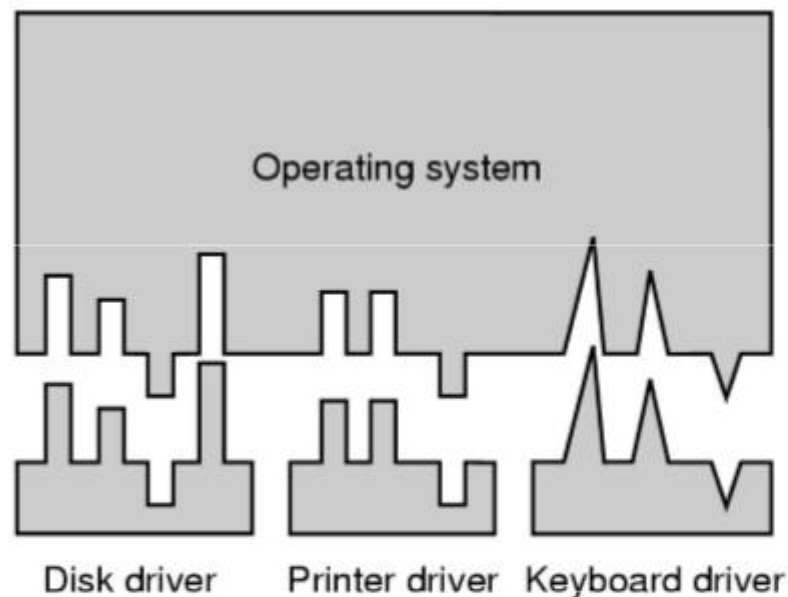 Operating system
Disk driver
Printer driver
Keyboard driver